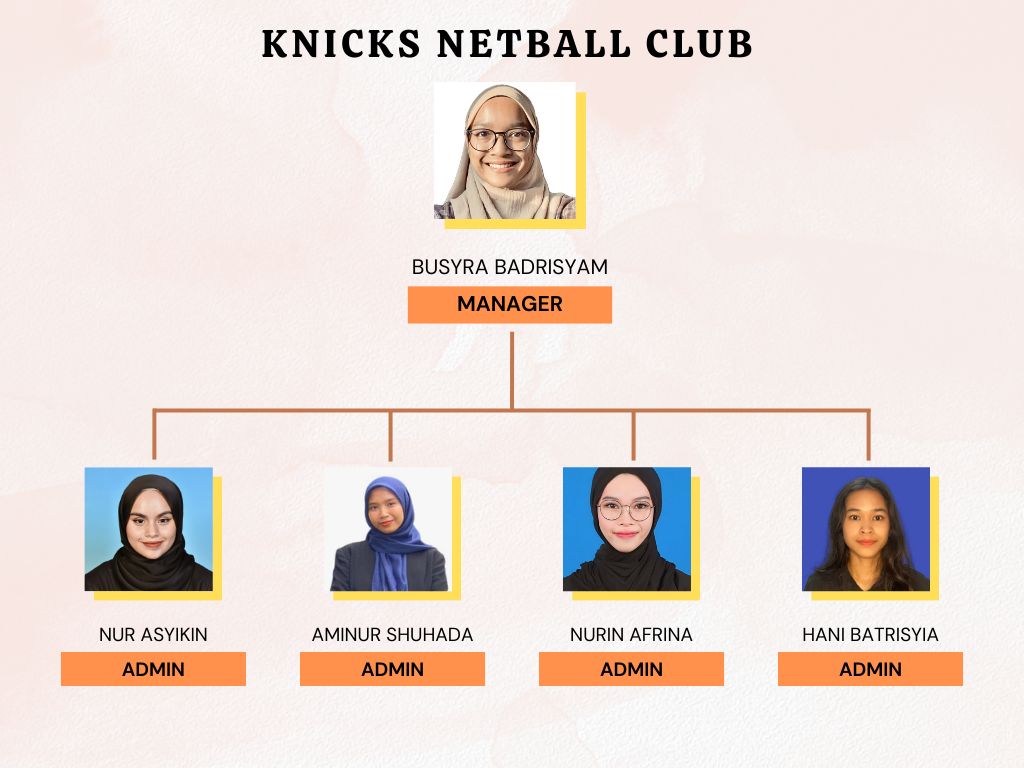 KNICKS NETBALL CLUB
BUSYRA BADRISYAM
MANAGER
NUR ASYIKIN
ADMIN
AMINUR SHUHADA
ADMIN
NURIN AFRINA
ADMIN
HANI BATRISYIA
ADMIN